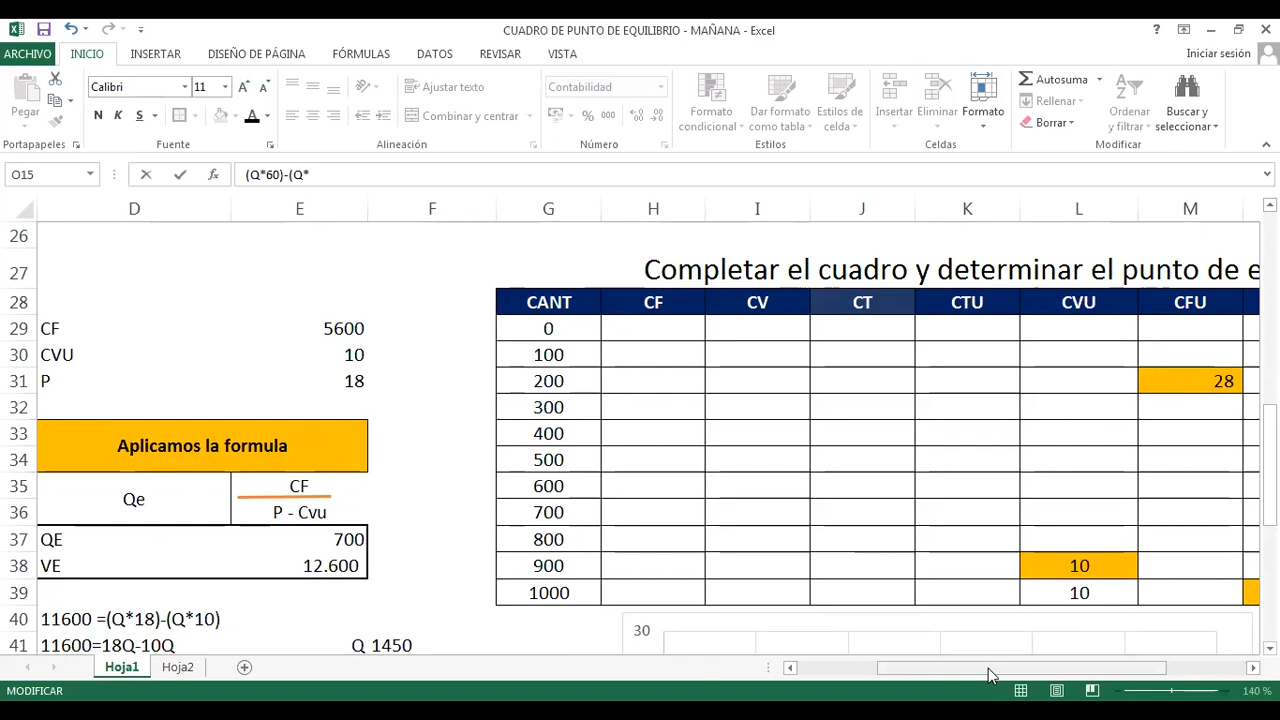 CUADRO DE PUNTO DE EQUILIBRIO - MAÑANA - Excel
ARCHIVO INICIO INSERTAR DISEÑO DE PÁGINA FÓRMULAS DATOS REVISAR VISTA Iniciar sesión
Calibri 11 Ajustar texto Contabilidad Autosuma
Pegar Rellenar
N K S A Combinar y centrar % 000 Borrar
Formato condicional Dar formato como tabla Estilos de celda Insertar Eliminar Formato Ordenar y filtrar Buscar y seleccionar
Portapapeles Fuente Alineación Número Estilos Celdas Modificar
O15 fx (Q*60)-(Q*
D E F G H I J K L M
26
27 Completar el cuadro y determinar el punto de e
28 CANT CF CV CT CTU CVU CFU
29 CF 5600 0
30 CVU 10 100
31 P 18 200 28
32 300
33 400
Aplicamos la formula
34 500
35 CF 600
Qe
36 P - Cvu 700
37 QE 700 800
38 VE 12.600 900 10
39 1000 10
40 11600 =(Q*18)-(Q*10) 30
41 11600=18Q-10Q Q 1450
Hoja1 Hoja2
MODIFICAR 140 %